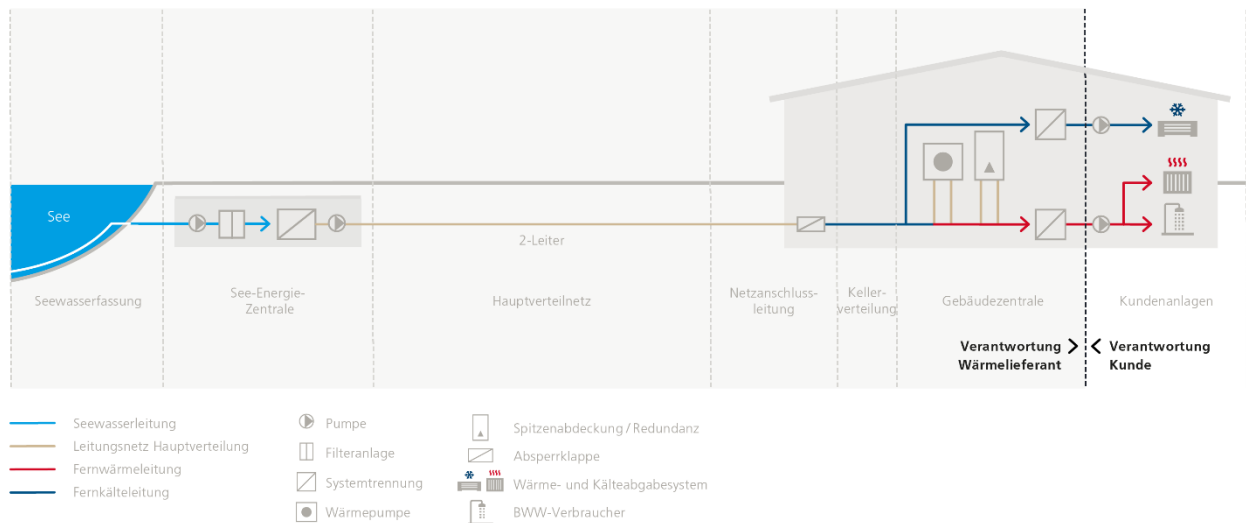 See
2-Leiter
Seewasserfassung
See-Energie-
Zentrale
Hauptverteilnetz
Netzanschluss-
leitung
Keller-
verteilung
Gebäudezentrale
Kundenanlagen
Verantwortung
Wärmelieferant
Verantwortung
Kunde
Seewasserleitung
Leitungsnetz Hauptverteilung
Fernwärmeleitung
Fernkälteleitung
Pumpe
Filteranlage
Systemtrennung
Wärmepumpe
Spitzenabdeckung / Redundanz
Absperrklappe
Wärme- und Kälteabgabesystem
BWW-Verbraucher